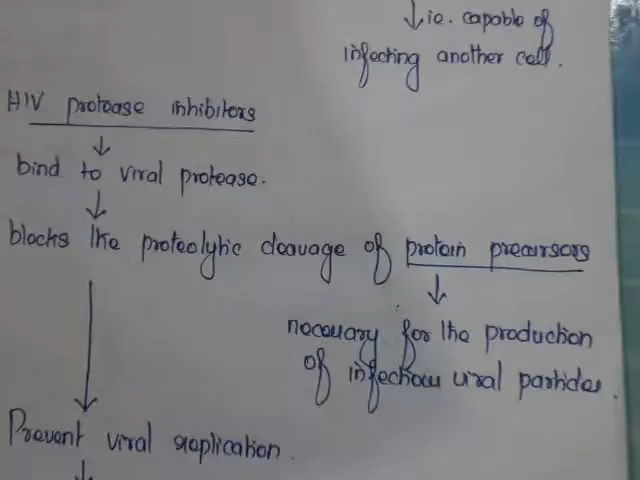 ↓ i.e. capable of
infecting another cell.
HIV protease inhibitors
↓
bind to viral protease.
↓
blocks the proteolytic cleavage of protein precursors
↓
necessary for the production
of infectious viral particles.
↓
Prevent viral replication.
↓